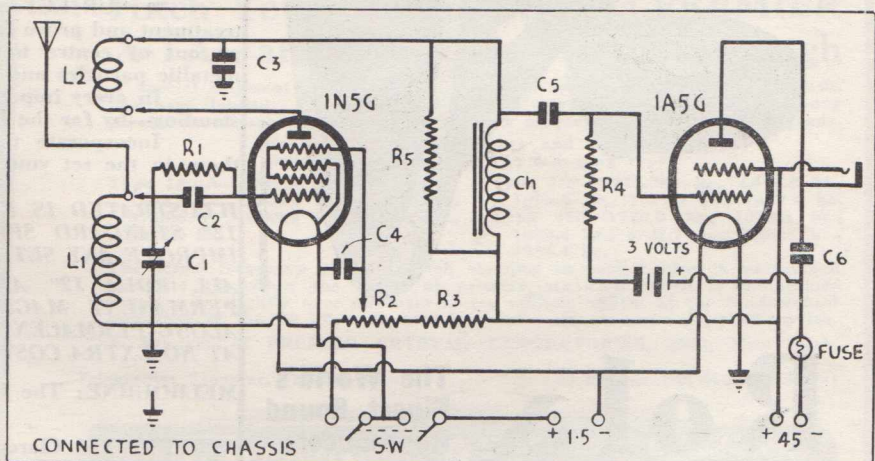 L2
C3
1N5G
C5
1A5G
R1
R5
Ch
R4
C2
C4
3 VOLTS
- +
C6
L1
C1
R2 R3
FUSE
CONNECTED TO CHASSIS
S.W
+ 1.5 -
+ 45 -